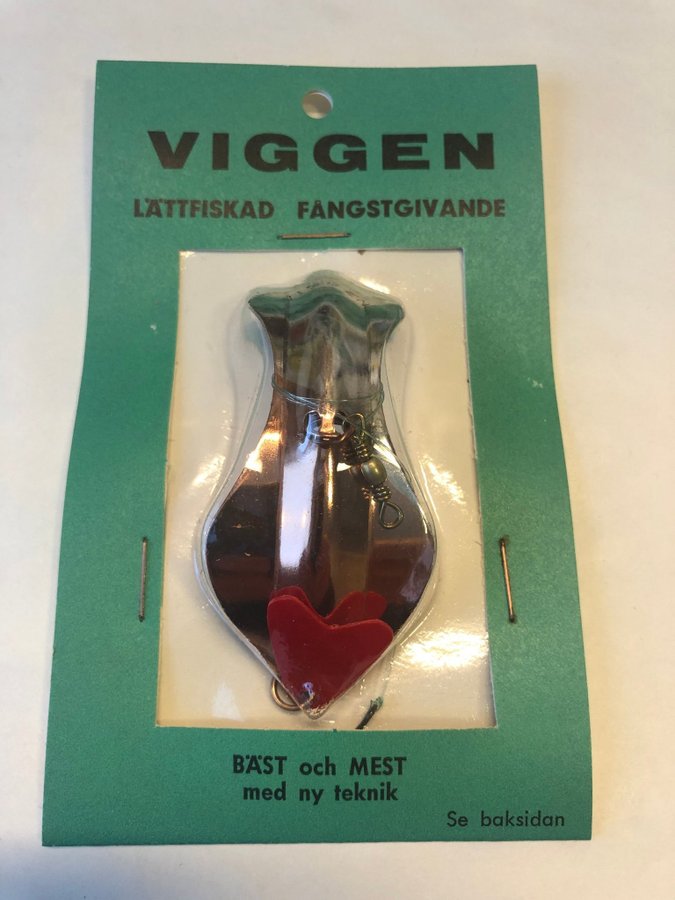 VIGGEN
LÄTTFISKAD FÅNGSTGIVANDE
BÄST och MEST
med ny teknik
Se baksidan